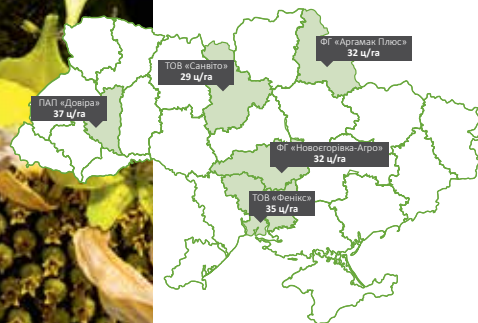 ФГ «Аргамак Плюс»
32 ц/га
ТОВ «Санвіто»
29 ц/га
ПАП «Довіра»
37 ц/га
ФГ «Новоєгорівка-Агро»
32 ц/га
ТОВ «Фенікс»
35 ц/га